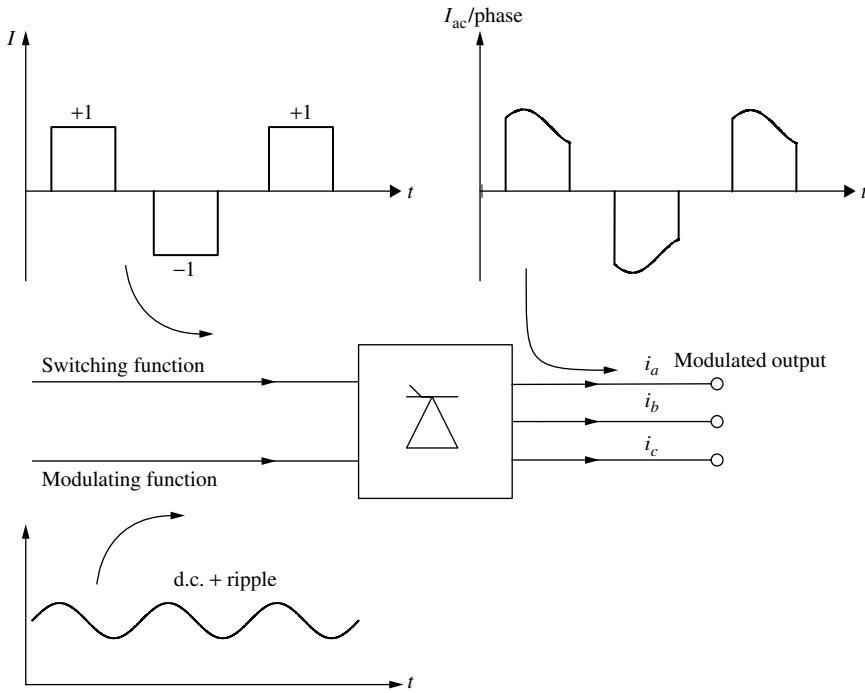 I
+1
+1
−1
t
I_ac/phase
t
Switching function
Modulating function
i_a
Modulated output
i_b
i_c
d.c. + ripple
t